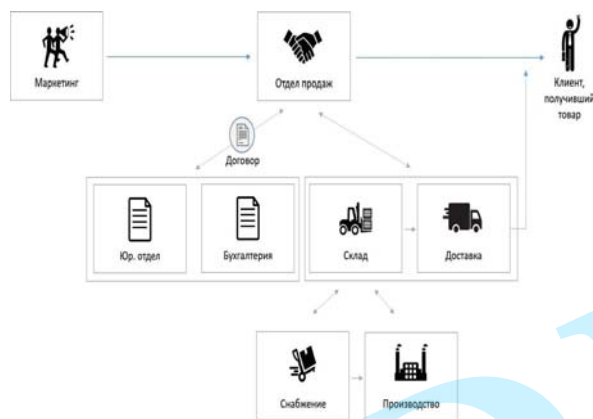 Маркетинг
Отдел продаж
Клиент,
получивший
товар
Договор
Юр. отдел
Бухгалтерия
Склад
Доставка
Снабжение
Производство